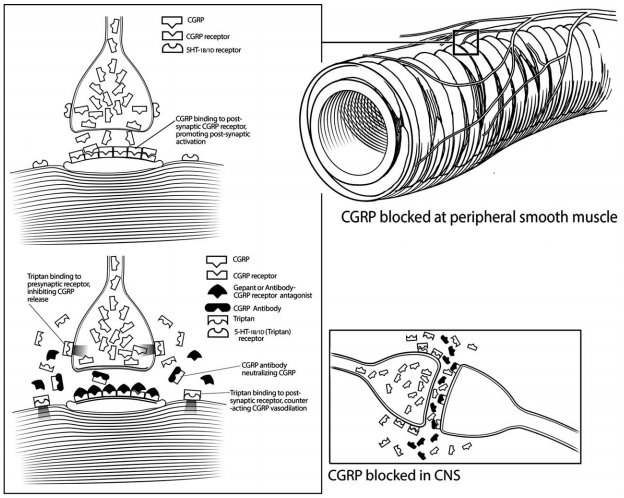 CGRP
CGRP receptor
5HT-1B/1D receptor
CGRP binding to post-
synaptic CGRP receptor,
promoting post-synaptic
activation
CGRP blocked at peripheral smooth muscle
Triptan binding to
presynaptic receptor,
inhibiting CGRP
release
CGRP
CGRP receptor
Gepant or Antibody-
CGRP receptor antagonist
CGRP Antibody
Triptan
5-HT-1B/1D (Triptan)
receptor
CGRP antibody
neutralizing CGRP
Triptan binding to post-
synaptic receptor, counter
-acting CGRP vasodilation
CGRP blocked in CNS